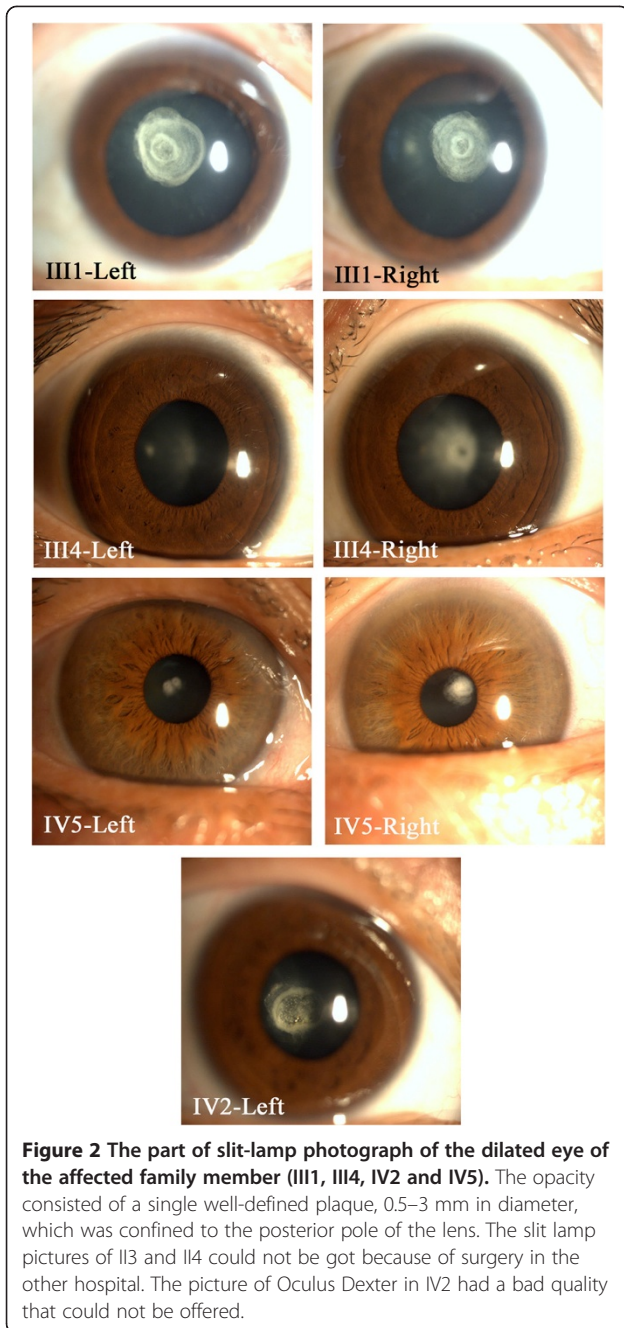 III1-Left
III1-Right
III4-Left
III4-Right
IV5-Left
IV5-Right
IV2-Left
Figure 2 The part of slit-lamp photograph of the dilated eye of
the affected family member (III1, III4, IV2 and IV5). The opacity
consisted of a single well-defined plaque, 0.5–3 mm in diameter,
which was confined to the posterior pole of the lens. The slit lamp
pictures of II3 and II4 could not be got because of surgery in the
other hospital. The picture of Oculus Dexter in IV2 had a bad quality
that could not be offered.